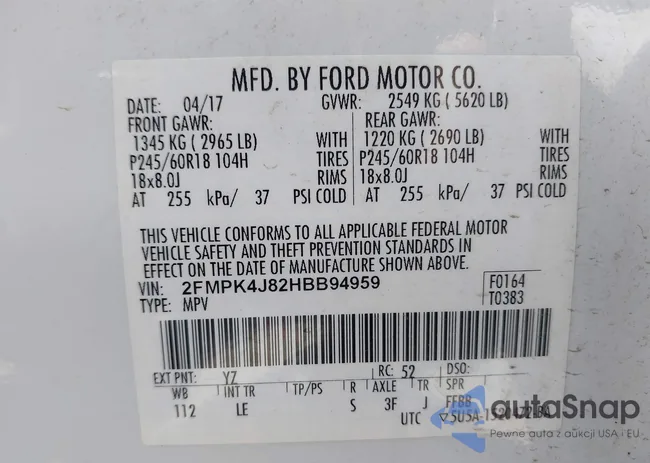 MFD. BY FORD MOTOR CO.
DATE: 04/17 GVWR: 2549 KG ( 5620 LB)
FRONT GAWR: REAR GAWR:
1345 KG ( 2965 LB) WITH 1220 KG ( 2690 LB) WITH
P245/60R18 104H TIRES P245/60R18 104H TIRES
18x8.0J RIMS 18x8.0J RIMS
AT 255 kPa/ 37 PSI COLD AT 255 kPa/ 37 PSI COLD
THIS VEHICLE CONFORMS TO ALL APPLICABLE FEDERAL MOTOR
VEHICLE SAFETY AND THEFT PREVENTION STANDARDS IN
EFFECT ON THE DATE OF MANUFACTURE SHOWN ABOVE.
VIN: 2FMPK4J82HBB94959 F0164
TYPE: MPV T0383
EXT PNT: YZ RC: 52 DSO:
WB INT TR TP/PS R AXLE TR SPR
112 LE S 3F J FFBB
UTC
autoSnap
Pewne auta z aukcji USA i EU